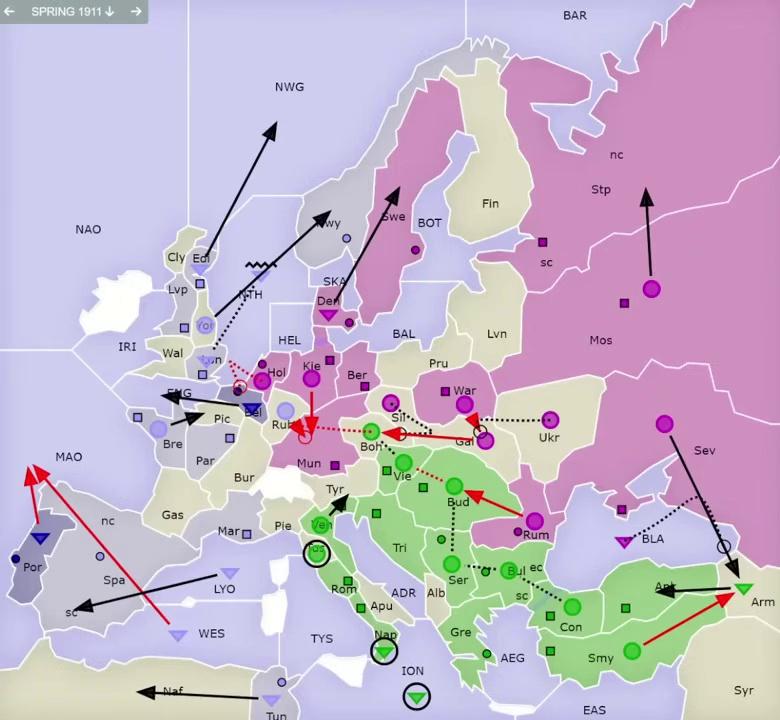 SPRING 1911
BAR
NWG
nc
Stp
NAO
Cly
Edi
Nwy
Swe
Fin
BOT
sc
Lvp
NTH
SKA
Den
Yor
IRI
Wal
Lon
HEL
BAL
Lvn
Mos
Hol
Kie
Ber
Pru
ENG
Bel
Sil
War
Pic
Ruh
Ukr
Bre
Boh
Gal
Par
Mun
Sev
MAO
Bur
Vie
Tyr
Bud
nc
Gas
Mar
Pie
Ven
Rum
BLA
Tus
Tri
Por
Spa
Ser
Bul ec
Ank
Arm
sc
LYO
Rom
ADR
Alb
sc
Con
Apu
WES
TYS
Nap
Gre
AEG
Smy
ION
Syr
Naf
Tun
EAS